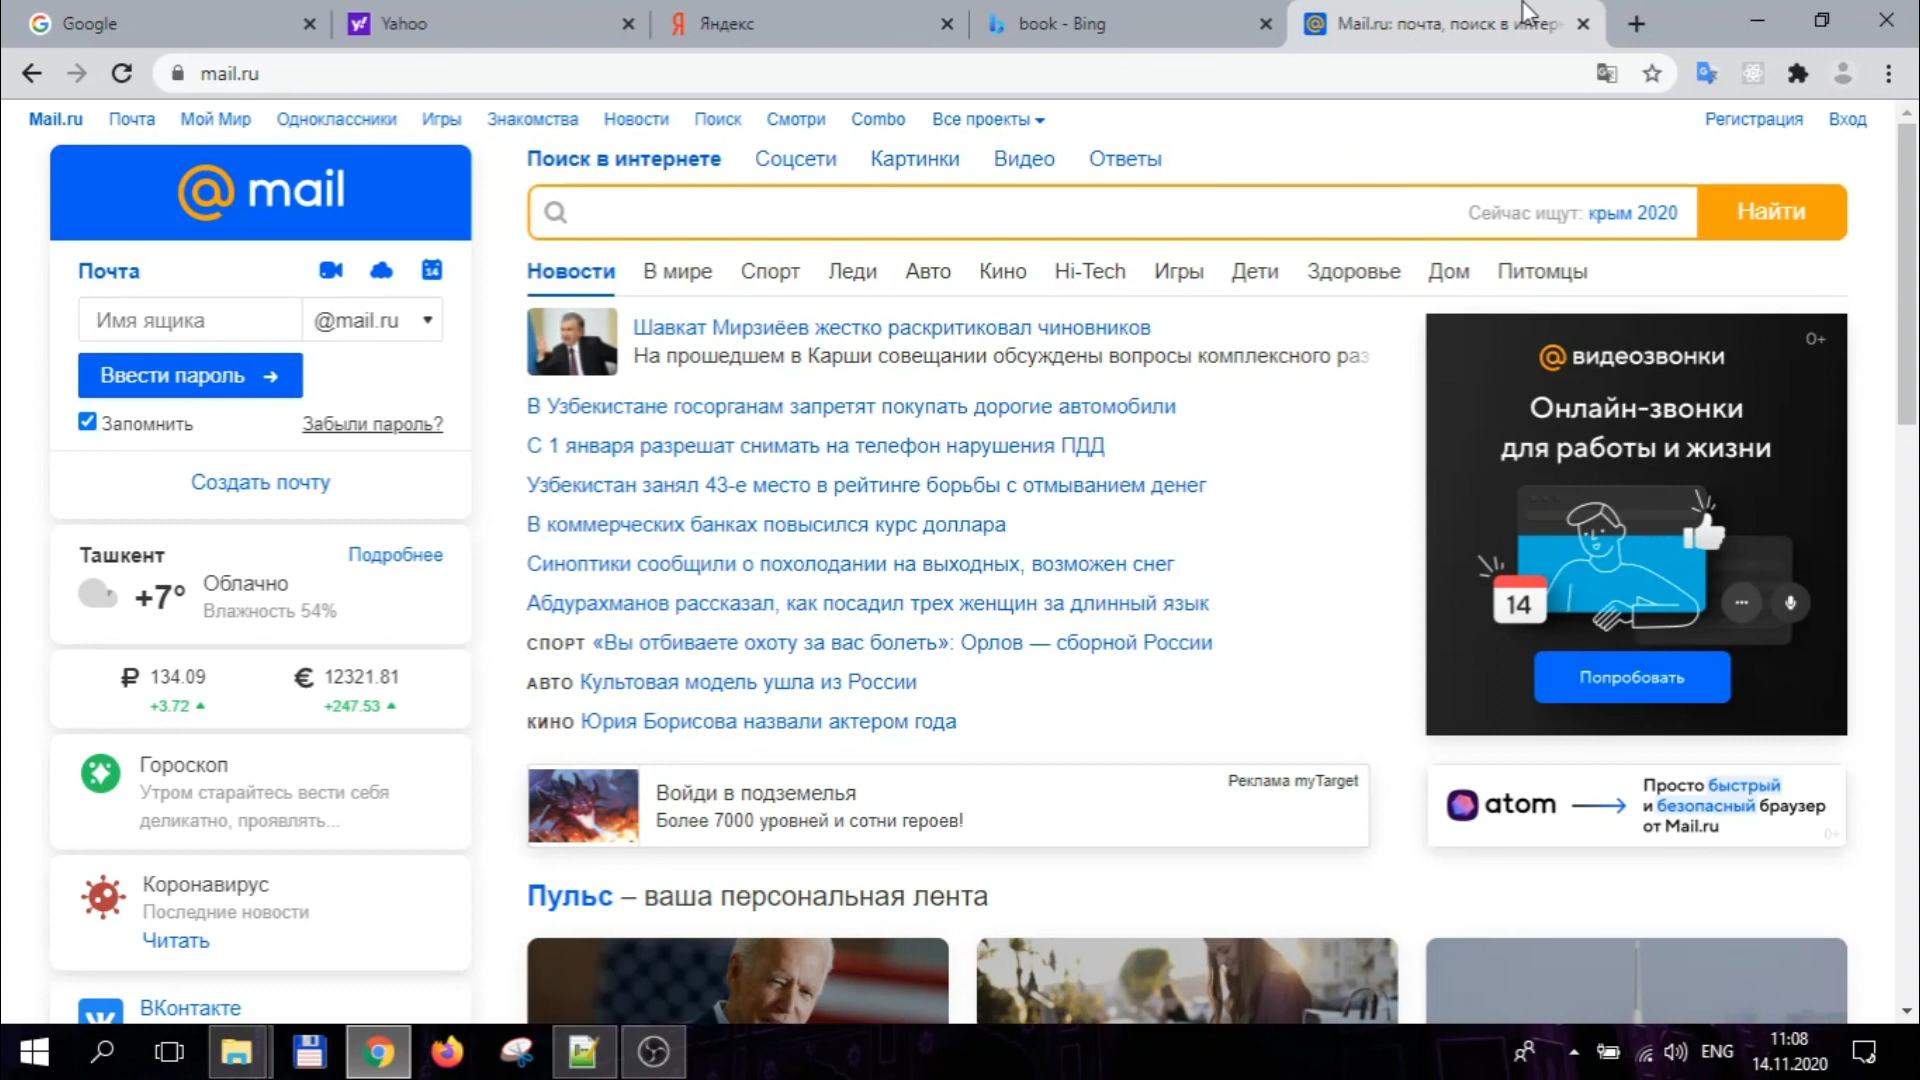 Google
Yahoo
Яндекс
book - Bing
Mail.ru: почта, поиск в интер
mail.ru
Mail.ru Почта Мой Мир Одноклассники Игры Знакомства Новости Поиск Смотри Combo Все проекты
Регистрация Вход
@mail
Поиск в интернете Соцсети Картинки Видео Ответы
Сейчас ищут: крым 2020
Найти
Почта
14
Имя ящика
@mail.ru
Ввести пароль →
Запомнить
Забыли пароль?
Создать почту
Ташкент
Подробнее
+7°
Облачно
Влажность 54%
₽ 134.09
+3.72
€ 12321.81
+247.53
Гороскоп
Утром старайтесь вести себя
деликатно, проявлять...
Коронавирус
Последние новости
Читать
ВКонтакте
Новости В мире Спорт Леди Авто Кино Hi-Tech Игры Дети Здоровье Дом Питомцы
Шавкат Мирзиёев жестко раскритиковал чиновников
На прошедшем в Карши совещании обсуждены вопросы комплексного раз
В Узбекистане госорганам запретят покупать дорогие автомобили
С 1 января разрешат снимать на телефон нарушения ПДД
Узбекистан занял 43-е место в рейтинге борьбы с отмыванием денег
В коммерческих банках повысился курс доллара
Синоптики сообщили о похолодании на выходных, возможен снег
Абдурахманов рассказал, как посадил трех женщин за длинный язык
СПОРТ «Вы отбиваете охоту за вас болеть»: Орлов — сборной России
АВТО Культовая модель ушла из России
КИНО Юрия Борисова назвали актером года
Войди в подземелья
Более 7000 уровней и сотни героев!
Реклама myTarget
Пульс – ваша персональная лента
0+
@видеозвонки
Онлайн-звонки
для работы и жизни
14
Попробовать
atom
Просто быстрый
и безопасный браузер
от Mail.ru
0+
ENG
11:08
14.11.2020